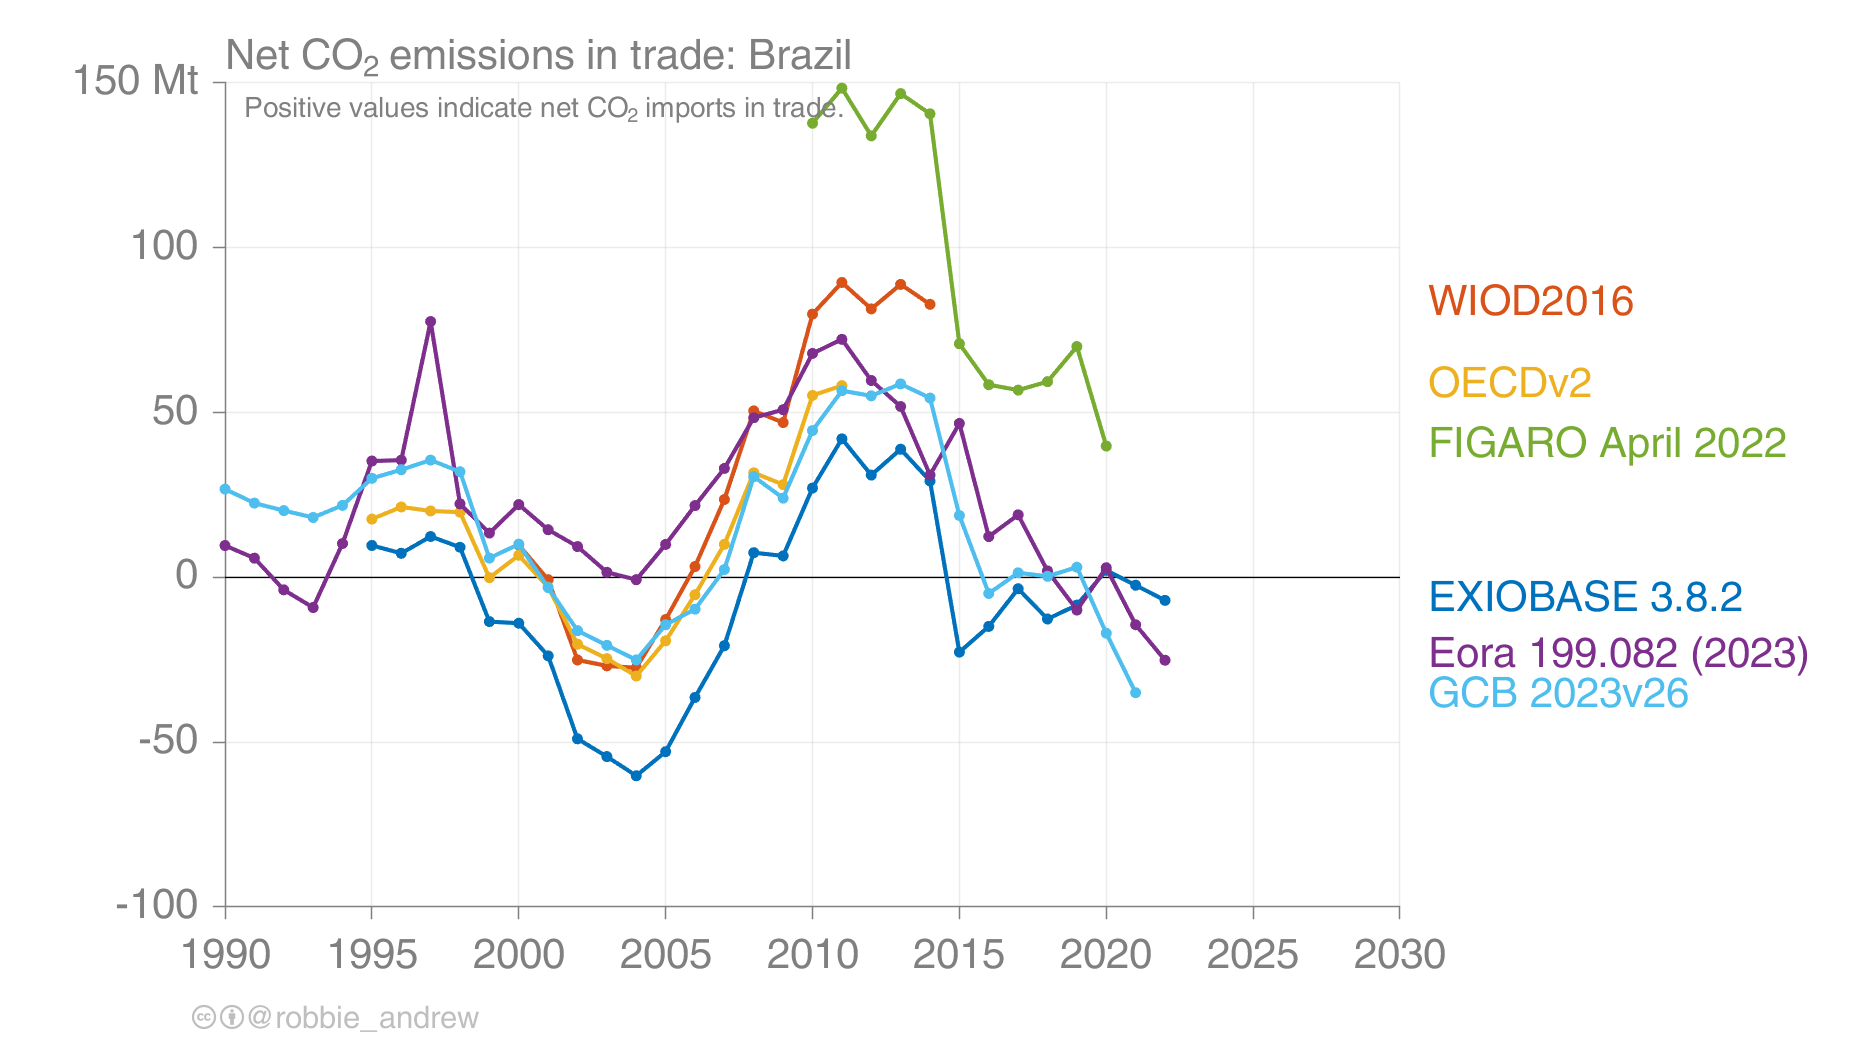 Net CO₂ emissions in trade: Brazil
150 Mt
Positive values indicate net CO₂ imports in trade.
100
50
0
-50
-100
1990 1995 2000 2005 2010 2015 2020 2025 2030
WIOD2016
OECDv2
FIGARO April 2022
EXIOBASE 3.8.2
Eora 199.082 (2023)
GCB 2023v26
cc @robbie_andrew